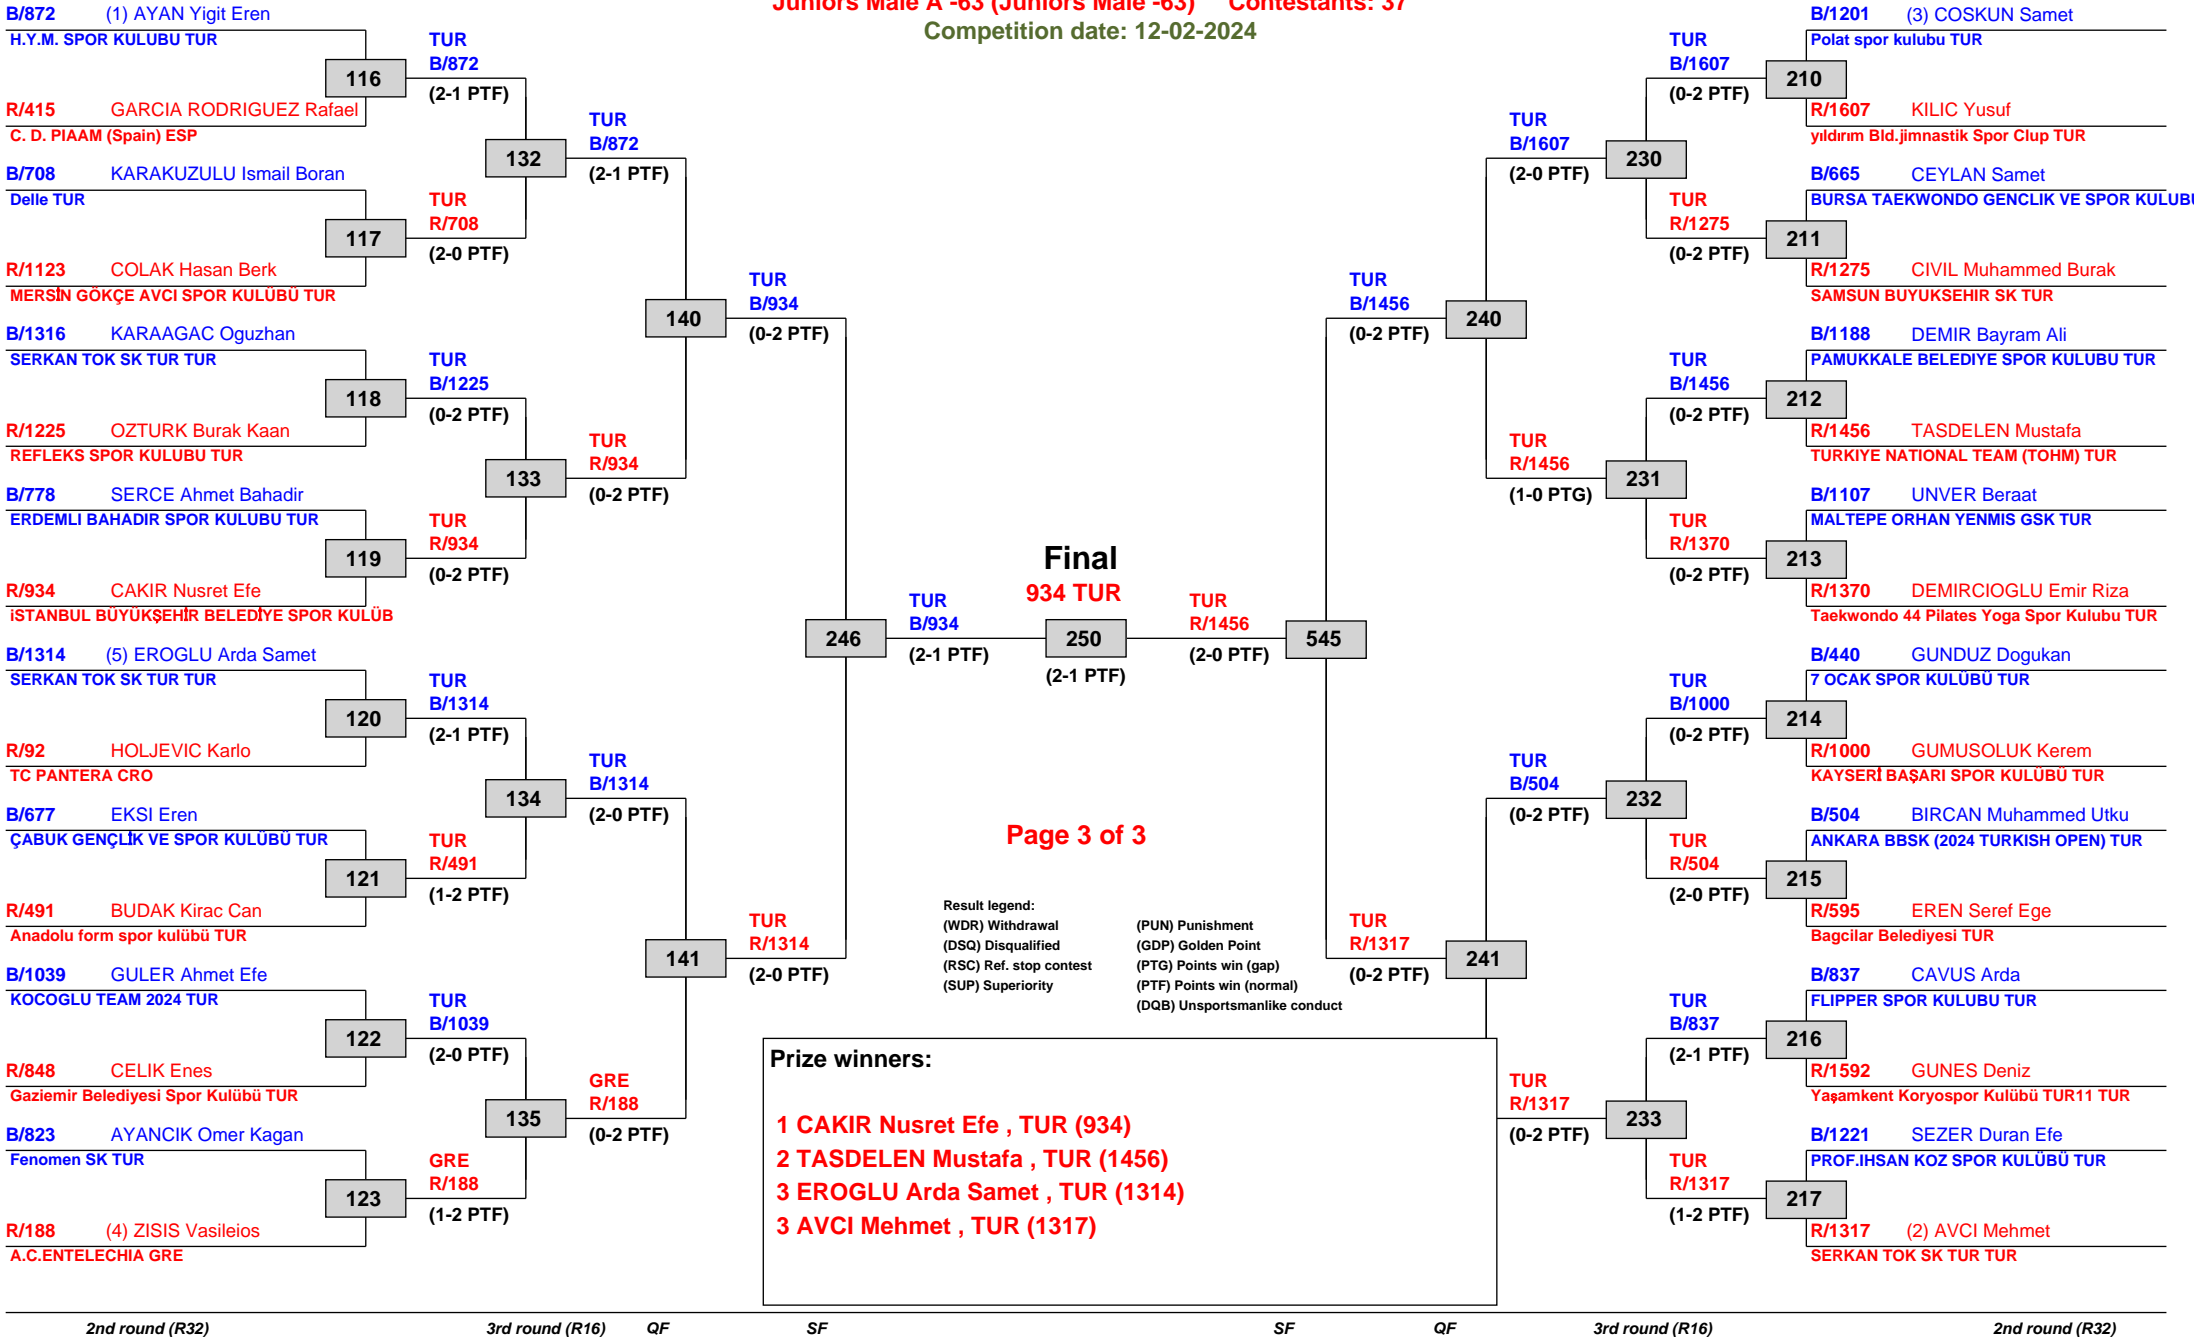 Juniors Male A -63 (Juniors Male -63) Contestants: 37
Competition date: 12-02-2024
B/872 (1) AYAN Yigit Eren
H.Y.M. SPOR KULUBU TUR
116
R/415 GARCIA RODRIGUEZ Rafael
C. D. PIAAM (Spain) ESP
B/708 KARAKUZULU Ismail Boran
Delle TUR
117
R/1123 COLAK Hasan Berk
MERSİN GÖKÇE AVCI SPOR KULÜBÜ TUR
B/1316 KARAAGAC Oguzhan
SERKAN TOK SK TUR TUR
118
R/1225 OZTURK Burak Kaan
REFLEKS SPOR KULUBU TUR
B/778 SERCE Ahmet Bahadir
ERDEMLI BAHADIR SPOR KULUBU TUR
119
R/934 CAKIR Nusret Efe
iSTANBUL BÜYÜKŞEHİR BELEDİYE SPOR KULÜB
B/1314 (5) EROGLU Arda Samet
SERKAN TOK SK TUR TUR
120
R/92 HOLJEVIC Karlo
TC PANTERA CRO
B/677 EKSI Eren
ÇABUK GENÇLİK VE SPOR KULÜBÜ TUR
121
R/491 BUDAK Kirac Can
Anadolu form spor kulübü TUR
B/1039 GULER Ahmet Efe
KOCOGLU TEAM 2024 TUR
122
R/848 CELIK Enes
Gaziemir Belediyesi Spor Kulübü TUR
B/823 AYANCIK Omer Kagan
Fenomen SK TUR
123
R/188 (4) ZISIS Vasileios
A.C.ENTELECHIA GRE
TUR
B/872
(2-1 PTF)
132
TUR
R/708
(2-0 PTF)
TUR
B/1225
(0-2 PTF)
133
TUR
R/934
(0-2 PTF)
TUR
B/1314
(2-1 PTF)
134
TUR
R/491
(1-2 PTF)
TUR
B/1039
(2-0 PTF)
135
GRE
R/188
(1-2 PTF)
TUR
B/872
(2-1 PTF)
140
TUR
R/934
(0-2 PTF)
TUR
B/1314
(2-0 PTF)
141
GRE
R/188
(0-2 PTF)
TUR
B/934
(0-2 PTF)
246
TUR
R/1314
(2-0 PTF)
TUR
B/934
(2-1 PTF)
Final
934 TUR
250
(2-1 PTF)
TUR
R/1456
(2-0 PTF)
TUR
B/1456
(0-2 PTF)
545
TUR
R/1317
(0-2 PTF)
TUR
B/1607
(2-0 PTF)
240
TUR
R/1456
(1-0 PTG)
TUR
B/504
(0-2 PTF)
241
TUR
R/1317
(0-2 PTF)
TUR
B/1607
(0-2 PTF)
230
TUR
R/1275
(0-2 PTF)
TUR
B/1456
(0-2 PTF)
231
TUR
R/1370
(0-2 PTF)
TUR
B/1000
(0-2 PTF)
232
TUR
R/504
(2-0 PTF)
TUR
B/837
(2-1 PTF)
233
TUR
R/1317
(1-2 PTF)
B/1201 (3) COSKUN Samet
Polat spor kulubu TUR
210
R/1607 KILIC Yusuf
yıldırım Bld.jimnastik Spor Clup TUR
B/665 CEYLAN Samet
BURSA TAEKWONDO GENCLIK VE SPOR KULUBU
211
R/1275 CIVIL Muhammed Burak
SAMSUN BUYUKSEHIR SK TUR
B/1188 DEMIR Bayram Ali
PAMUKKALE BELEDIYE SPOR KULUBU TUR
212
R/1456 TASDELEN Mustafa
TURKIYE NATIONAL TEAM (TOHM) TUR
B/1107 UNVER Beraat
MALTEPE ORHAN YENMIS GSK TUR
213
R/1370 DEMIRCIOGLU Emir Riza
Taekwondo 44 Pilates Yoga Spor Kulubu TUR
B/440 GUNDUZ Dogukan
7 OCAK SPOR KULÜBÜ TUR
214
R/1000 GUMUSOLUK Kerem
KAYSERİ BAŞARI SPOR KULÜBÜ TUR
B/504 BIRCAN Muhammed Utku
ANKARA BBSK (2024 TURKISH OPEN) TUR
215
R/595 EREN Seref Ege
Bagcilar Belediyesi TUR
B/837 CAVUS Arda
FLIPPER SPOR KULUBU TUR
216
R/1592 GUNES Deniz
Yaşamkent Koryospor Kulübü TUR11 TUR
B/1221 SEZER Duran Efe
PROF.IHSAN KOZ SPOR KULÜBÜ TUR
217
R/1317 (2) AVCI Mehmet
SERKAN TOK SK TUR TUR
Page 3 of 3
Result legend:
(WDR) Withdrawal (PUN) Punishment
(DSQ) Disqualified (GDP) Golden Point
(RSC) Ref. stop contest (PTG) Points win (gap)
(SUP) Superiority (PTF) Points win (normal)
(DQB) Unsportsmanlike conduct
Prize winners:
1 CAKIR Nusret Efe , TUR (934)
2 TASDELEN Mustafa , TUR (1456)
3 EROGLU Arda Samet , TUR (1314)
3 AVCI Mehmet , TUR (1317)
2nd round (R32) 3rd round (R16) QF SF SF QF 3rd round (R16) 2nd round (R32)